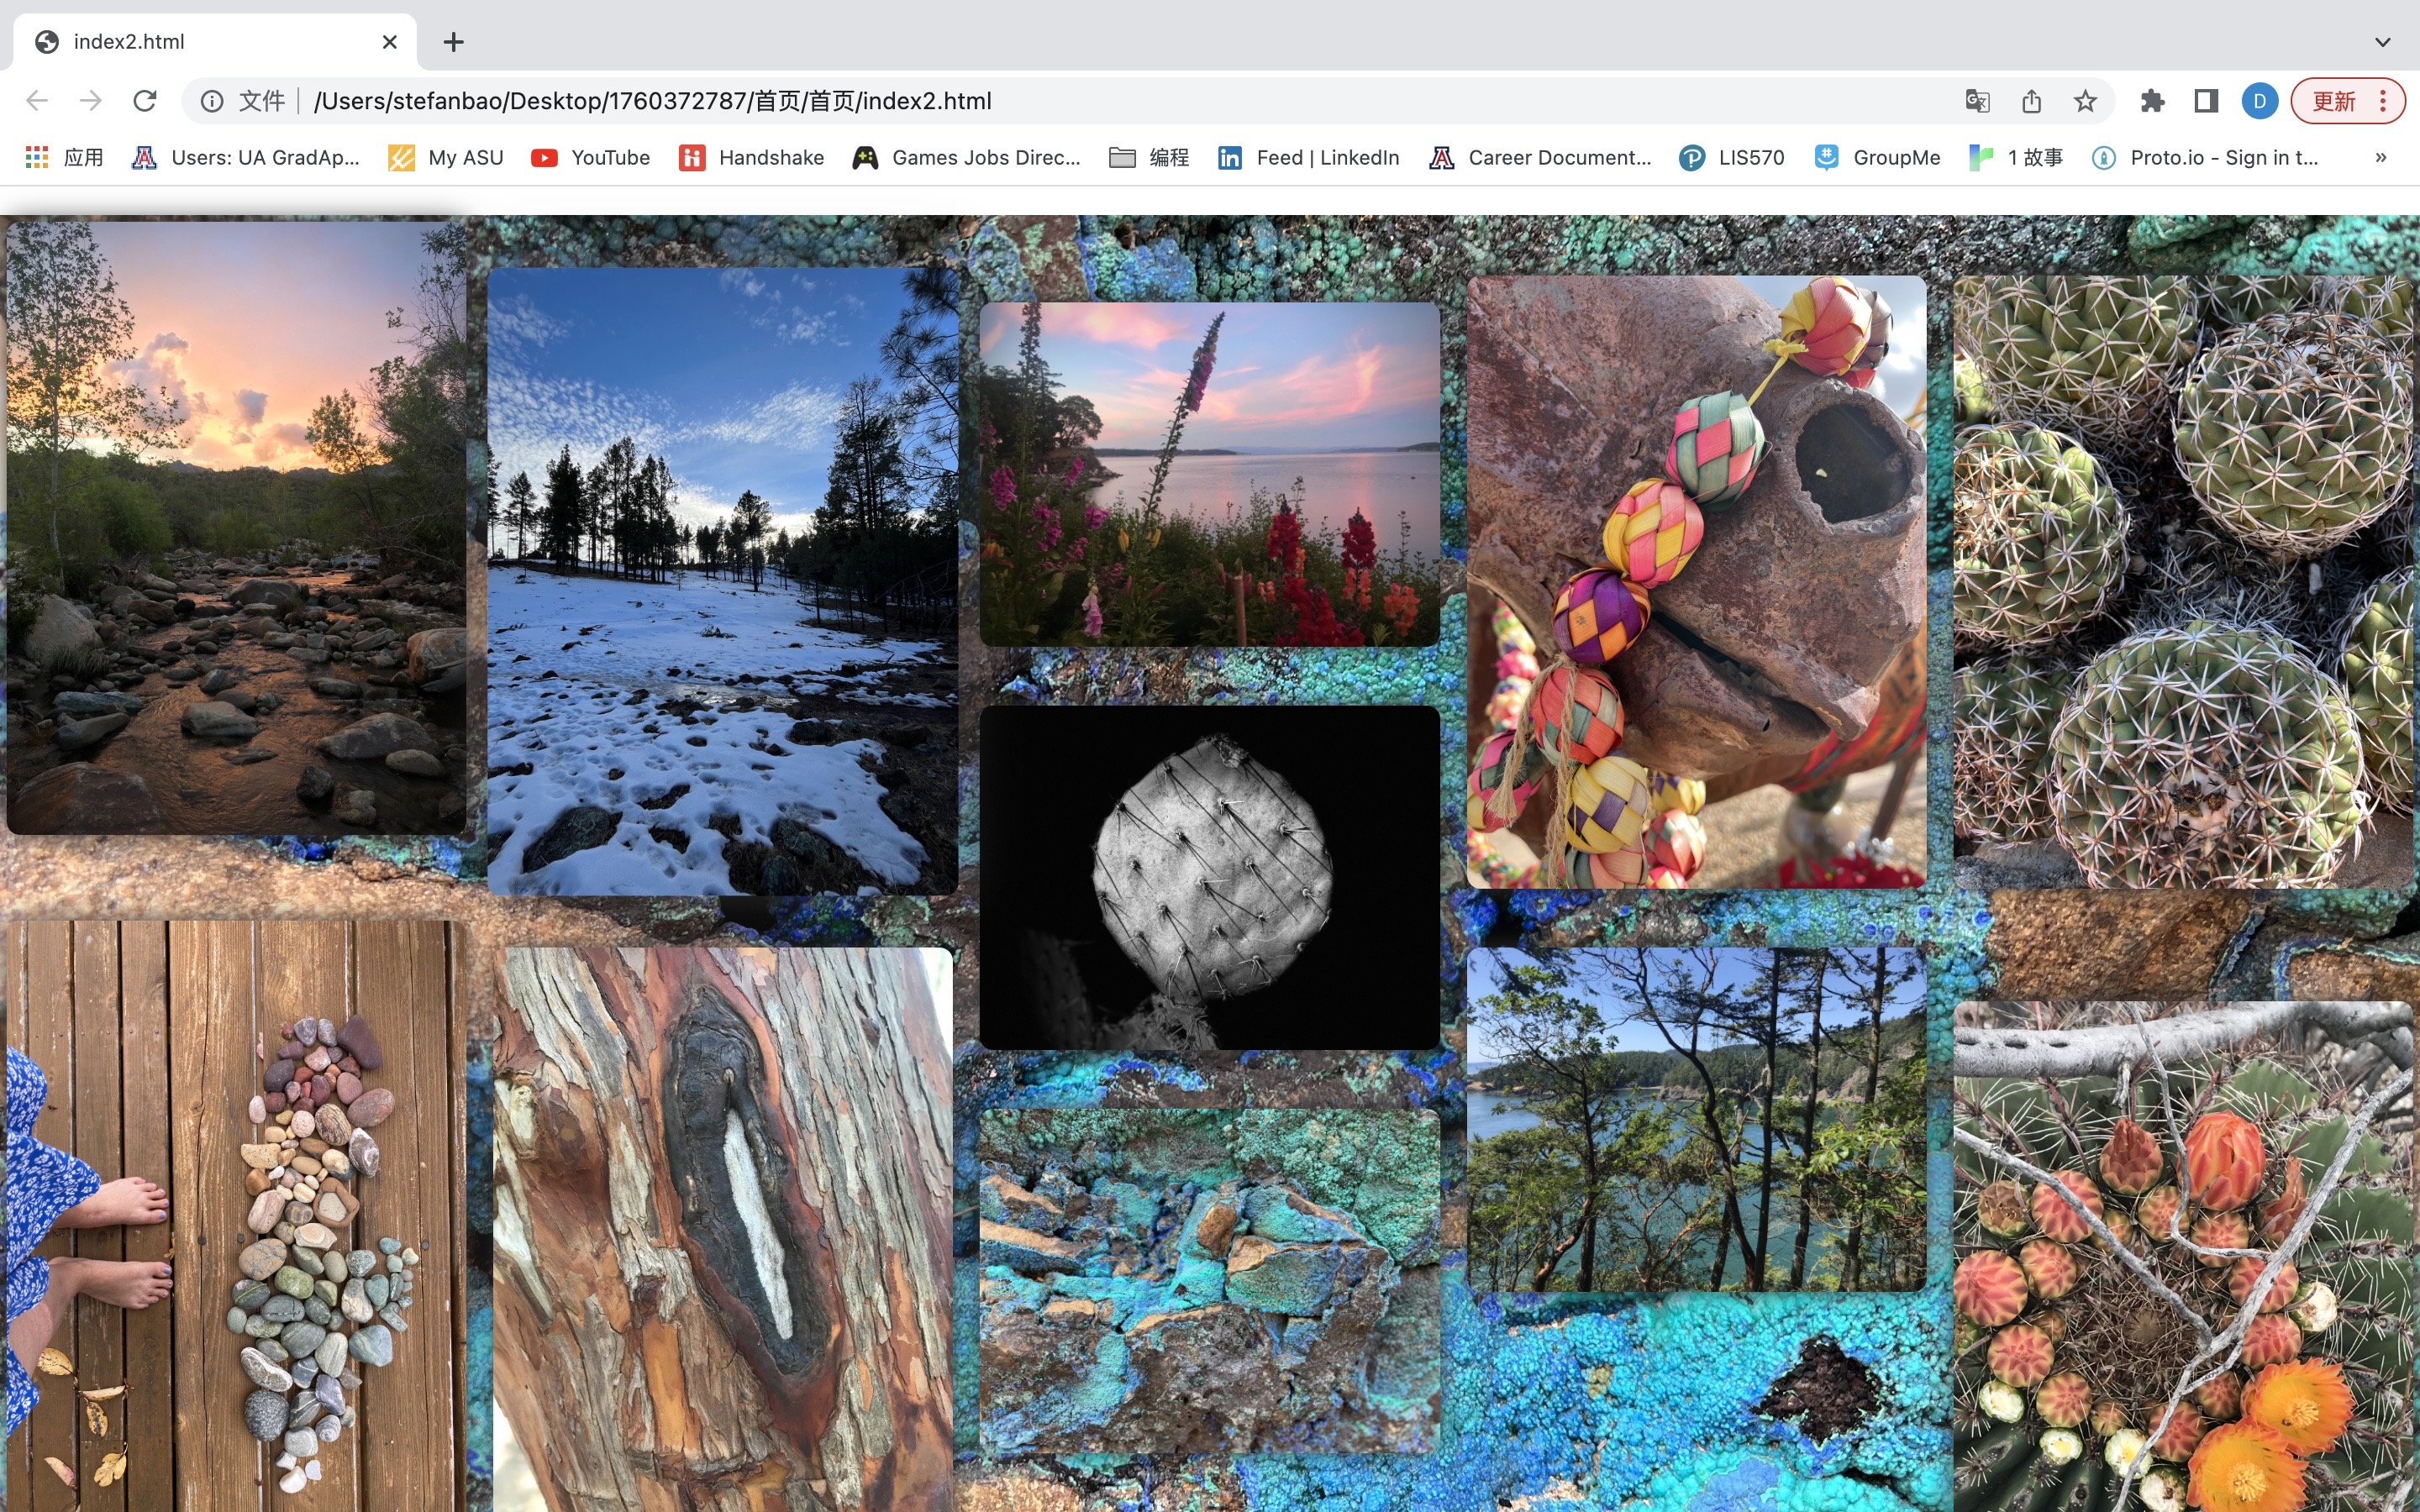 index2.html
文件 /Users/stefanbao/Desktop/1760372787/首页/首页/index2.html
D
更新
应用 Users: UA GradAp... My ASU YouTube Handshake Games Jobs Direc... 编程 Feed | LinkedIn Career Document... LIS570 GroupMe 1 故事 Proto.io - Sign in t... »